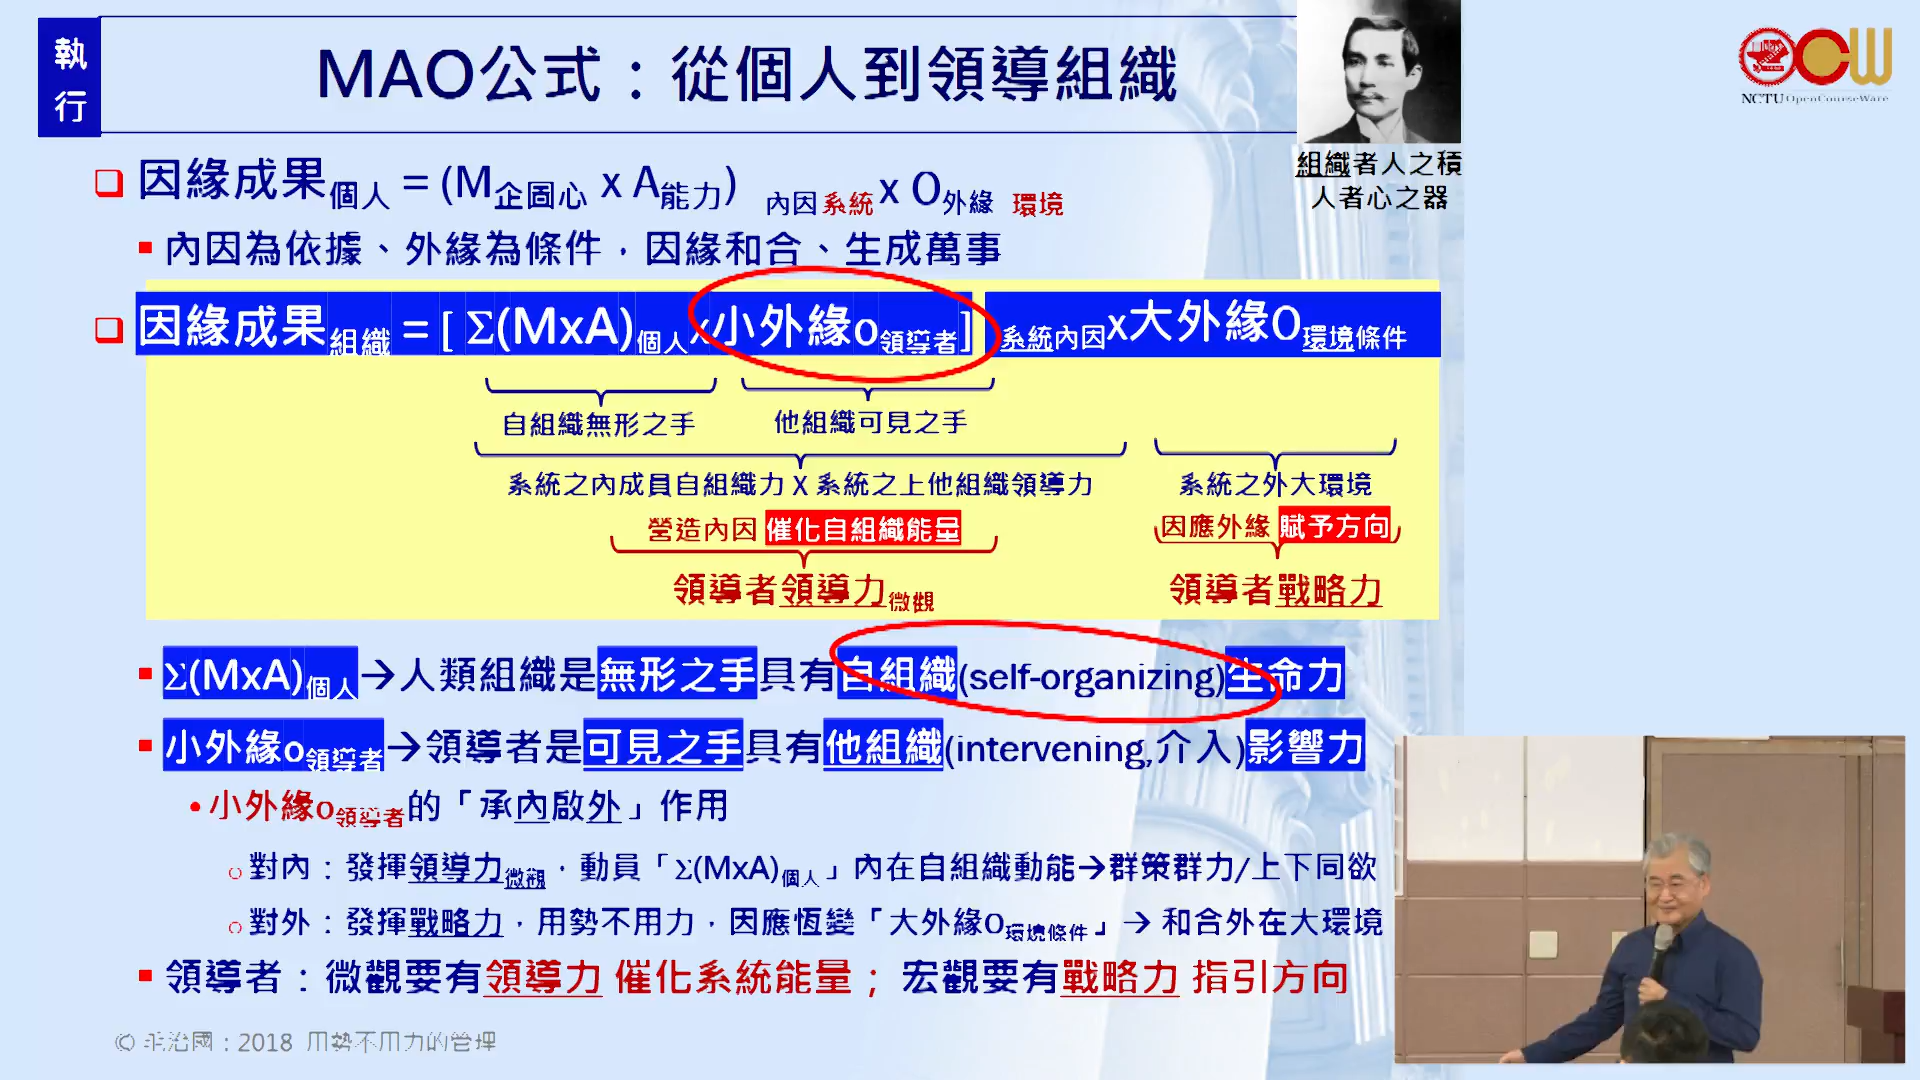 執行
MAO公式：從個人到領導組織
NCTU OpenCourseWare
組織者人之積
人者心之器
因緣成果個人 = (M企圖心 x A能力) 內因系統 x O外緣 環境
內因為依據、外緣為條件，因緣和合、生成萬事
因緣成果組織 = [ Σ(MxA)個人x小外緣o領導者] 系統內因x大外緣O環境條件
自組織無形之手 他組織可見之手
系統之內成員自組織力 X 系統之上他組織領導力 系統之外大環境
營造內因 催化自組織能量 因應外緣 賦予方向
領導者領導力微觀 領導者戰略力
Σ(MxA)個人→人類組織是無形之手具有自組織(self-organizing)生命力
小外緣o領導者→領導者是可見之手具有他組織(intervening,介入)影響力
小外緣o領導者的「承內啟外」作用
對內：發揮領導力微觀，動員「Σ(MxA)個人」內在自組織動能→群策群力/上下同欲
對外：發揮戰略力，用勢不用力，因應恆變「大外緣O環境條件」→ 和合外在大環境
領導者：微觀要有領導力 催化系統能量； 宏觀要有戰略力 指引方向
© 毛治國：2018 用勢不用力的管理